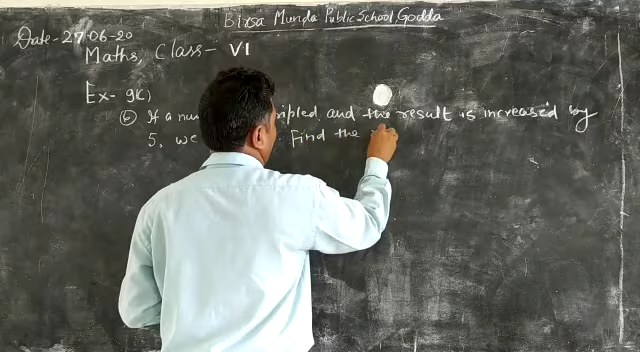 Birsa Munda Public School, Godda
Date-27-06-20
Maths, Class- VI
Ex- 9(C)
⑥ If a nu ipled, and the result is increased by
5, we Find the